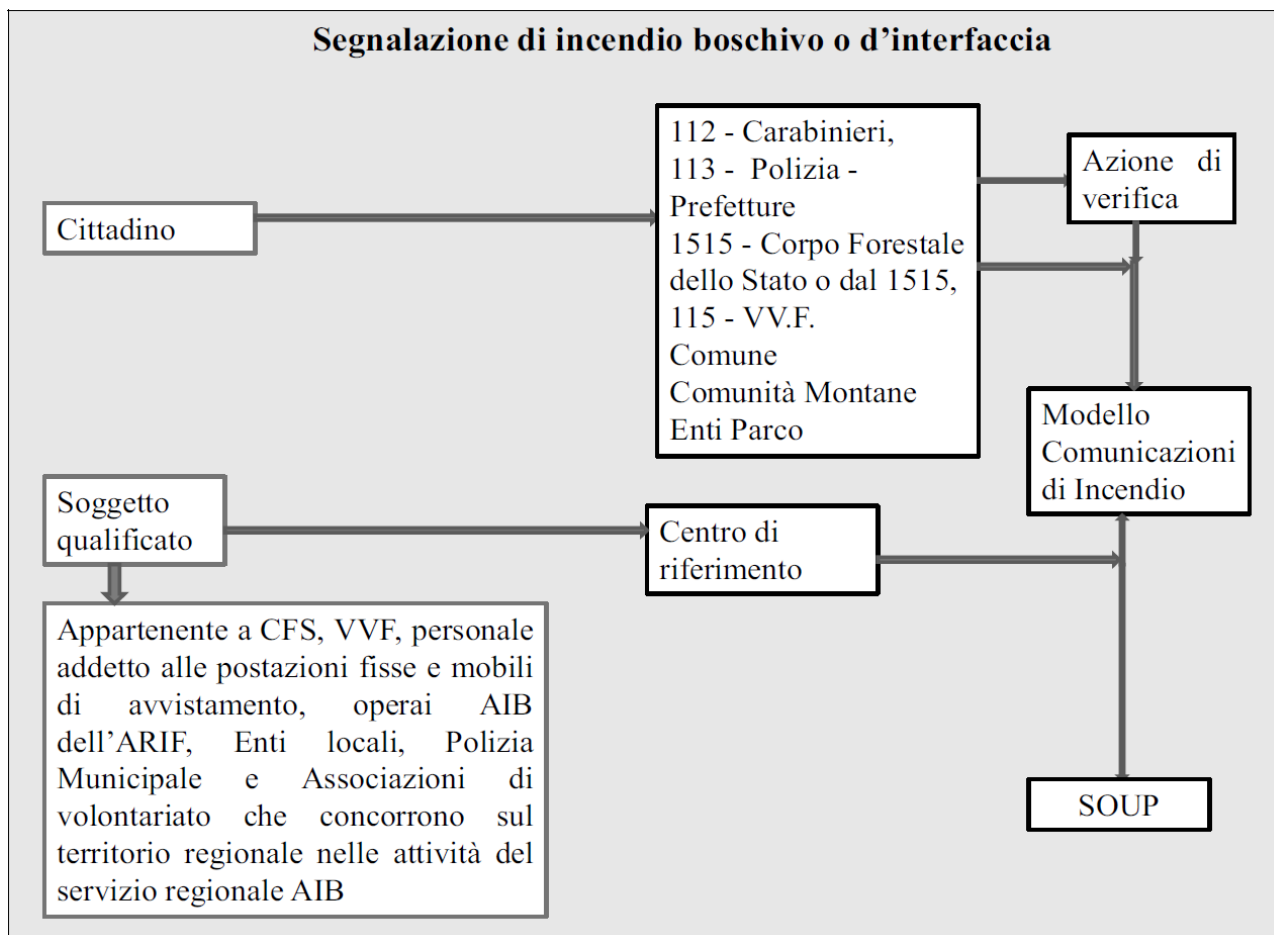 Segnalazione di incendio boschivo o d’interfaccia
Cittadino
112 - Carabinieri,
113 - Polizia -
Prefetture
1515 - Corpo Forestale
dello Stato o dal 1515,
115 - VV.F.
Comune
Comunità Montane
Enti Parco
Azione di
verifica
Modello
Comunicazioni
di Incendio
Soggetto
qualificato
Centro di
riferimento
Appartenente a CFS, VVF, personale
addetto alle postazioni fisse e mobili
di avvistamento, operai AIB
dell’ARIF, Enti locali, Polizia
Municipale e Associazioni di
volontariato che concorrono sul
territorio regionale nelle attività del
servizio regionale AIB
SOUP